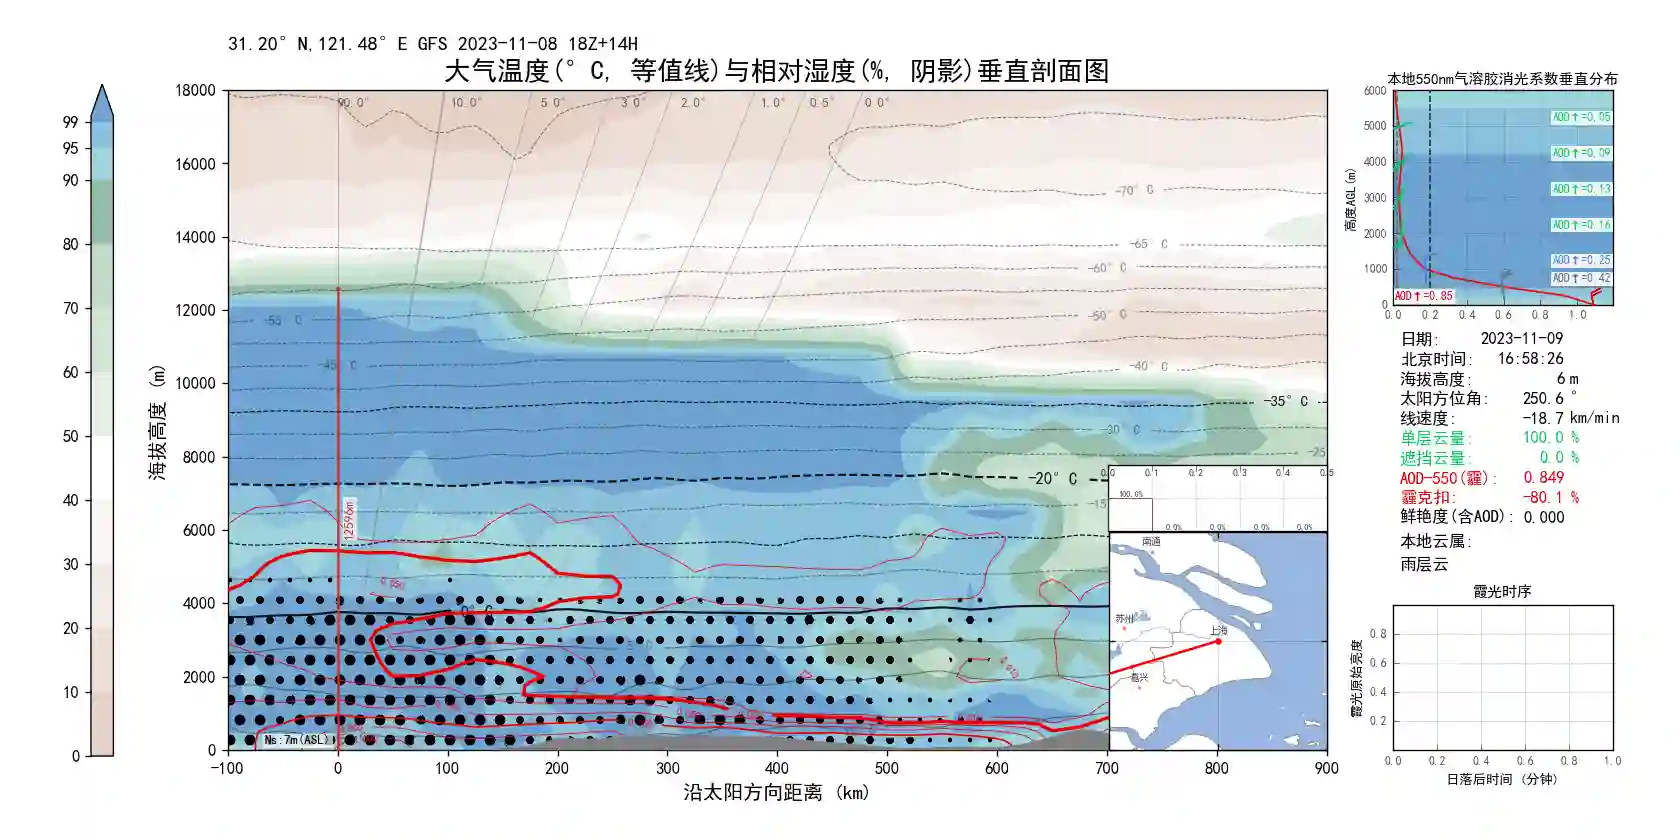 31.20° N,121.48° E GFS 2023-11-08 18Z+14H
大气温度(° C, 等值线)与相对湿度(%, 阴影)垂直剖面图
99
95
90
80
70
60
50
40
30
20
10
0
海拔高度 (m)
18000
16000
14000
12000
10000
8000
6000
4000
2000
0
10.0°
5.0°
3.0°
2.0°
1.0°
0.5°
0.0°
-70° C
-65° C
-60° C
-50° C
-40° C
-35° C
-30° C
-25
-20° C
-15
-45° C
0° C
12596m
0.050
0.010
Ns:7m(ASL)
-100 0 100 200 300 400 500 600 700 800 900
沿太阳方向距离 (km)
0.0 0.1 0.2 0.3 0.4 0.5
100.0%
0.0% 0.0% 0.0% 0.0%
南通
苏州
上海
嘉兴
本地550nm气溶胶消光系数垂直分布
高度AGL(m)
6000
5000
4000
3000
2000
1000
0
AOD↑=0.05
AOD↑=0.09
AOD↑=0.13
AOD↑=0.16
AOD↑=0.25
AOD↑=0.42
AOD↑=0.85
0.0 0.2 0.4 0.6 0.8 1.0
日期: 2023-11-09
北京时间: 16:58:26
海拔高度: 6 m
太阳方位角: 250.6 °
线速度: -18.7 km/min
单层云量: 100.0 %
遮挡云量: 0.0 %
AOD-550(霾): 0.849
霾克扣: -80.1 %
鲜艳度(含AOD): 0.000
本地云属:
雨层云
霞光时序
霞光原始亮度
0.8
0.6
0.4
0.2
0.0 0.2 0.4 0.6 0.8 1.0
日落后时间 (分钟)